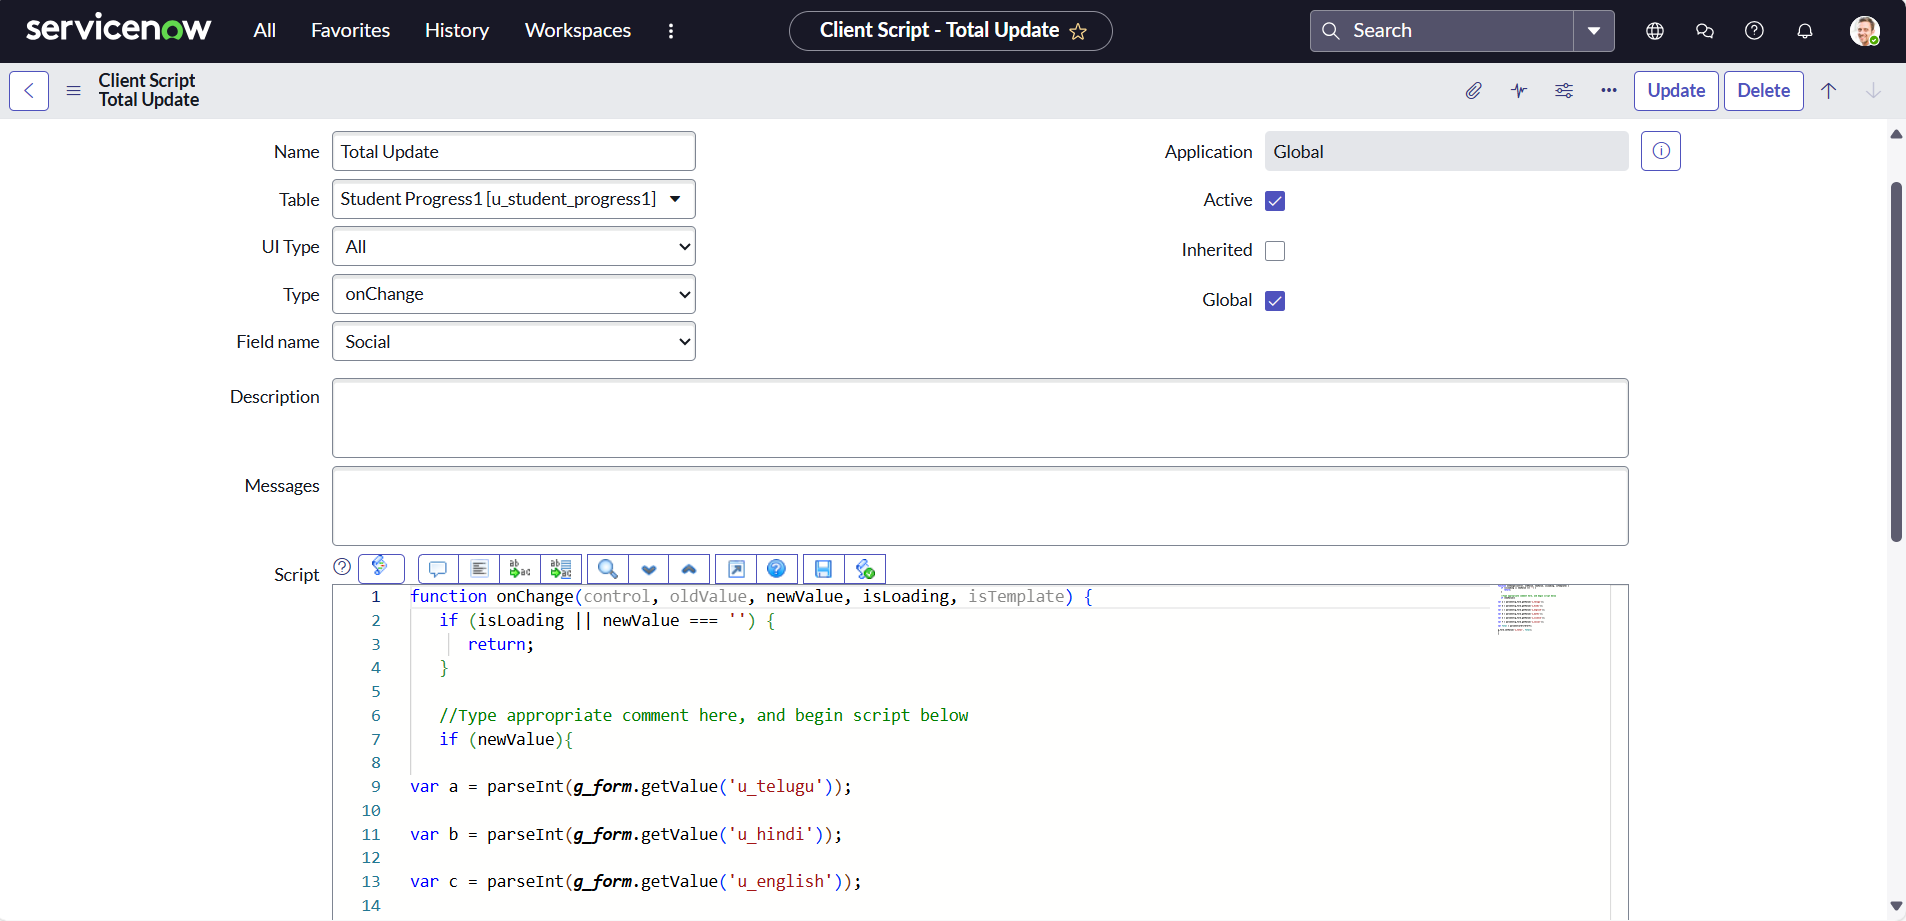 servicenow All Favorites History Workspaces Client Script - Total Update Search
Client Script
Total Update
Update Delete
Name Total Update
Application Global
Table Student Progress1 [u_student_progress1]
Active
UI Type All
Inherited
Type onChange
Global
Field name Social
Description
Messages
Script
1 function onChange(control, oldValue, newValue, isLoading, isTemplate) {
2 if (isLoading || newValue === '') {
3 return;
4 }
5
6 //Type appropriate comment here, and begin script below
7 if (newValue){
8
9 var a = parseInt(g_form.getValue('u_telugu'));
10
11 var b = parseInt(g_form.getValue('u_hindi'));
12
13 var c = parseInt(g_form.getValue('u_english'));
14